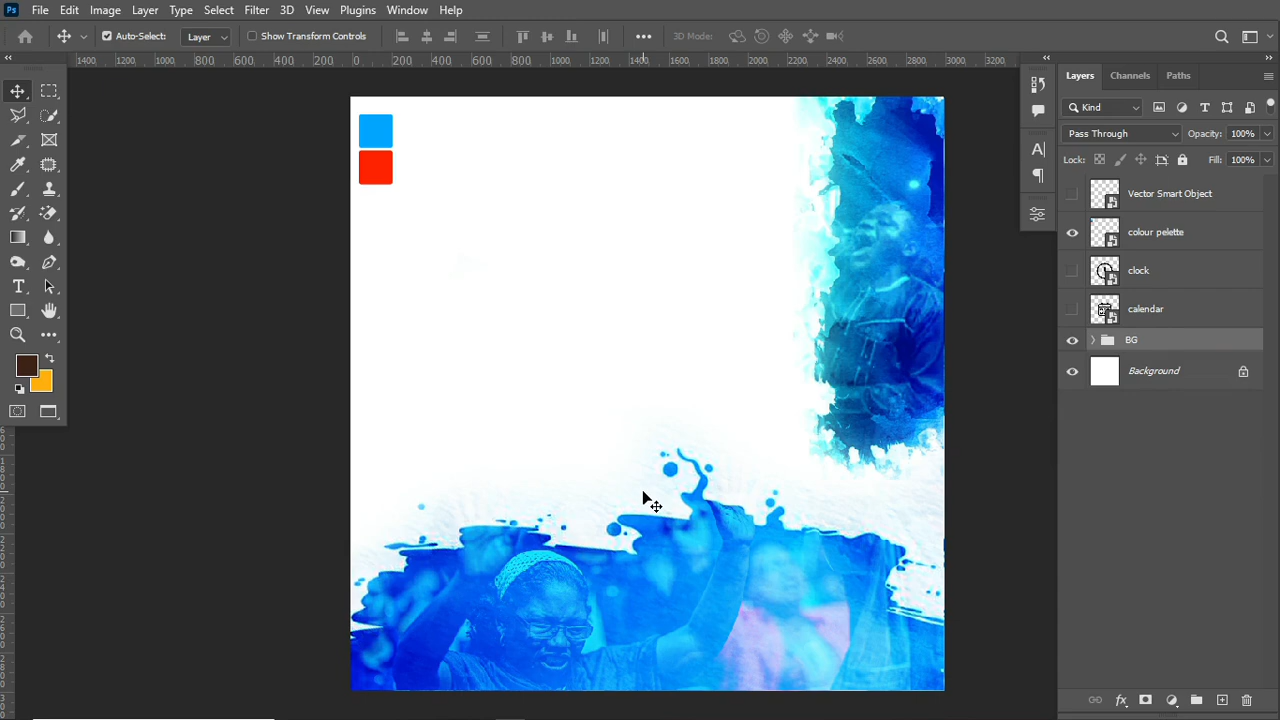 Ps File Edit Image Layer Type Select Filter 3D View Plugins Window Help
Auto-Select: Layer Show Transform Controls 3D Mode:
1400 1200 1000 800 600 400 200 0 200 400 600 800 1000 1200 1400 1600 1800 2000 2200 2400 2600 2800 3000 3200
Layers Channels Paths
Kind
Pass Through Opacity: 100%
Lock: Fill: 100%
Vector Smart Object
colour pelette
clock
calendar
BG
Background